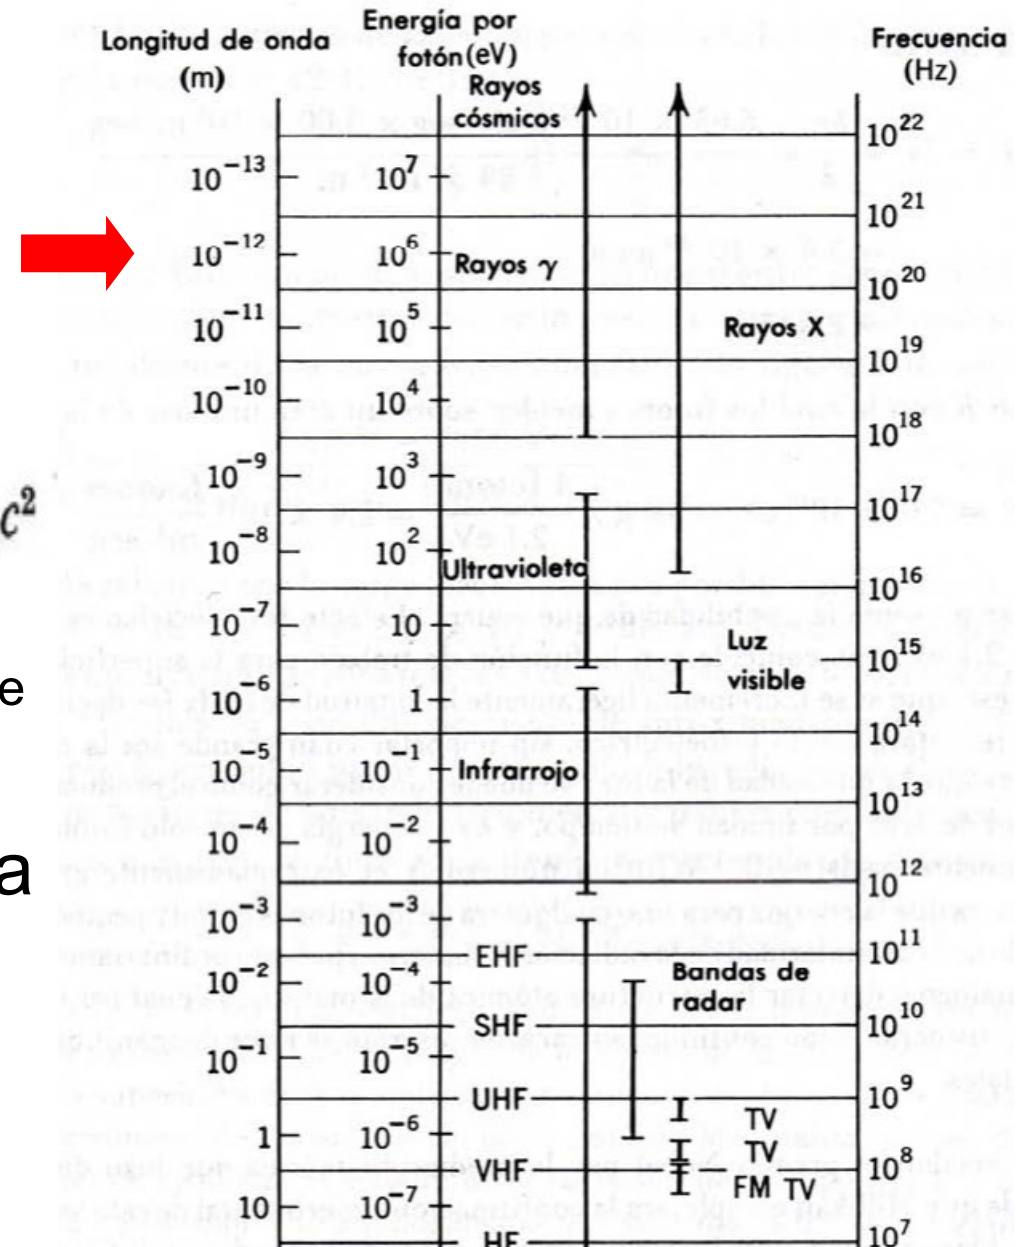 Longitud de onda
(m)
Energía por
fotón (eV)
Frecuencia
(Hz)
Rayos
cósmicos
10^22
10^-13
10^7
10^21
10^-12
10^6
Rayos γ
10^20
10^-11
10^5
Rayos X
10^19
10^-10
10^4
10^18
10^-9
10^3
c^2
10^17
10^-8
10^2
Ultravioleta
10^16
10^-7
10
Luz
visible
10^15
e
10^-6
1
10^14
10^-5
10^-1
Infrarrojo
10^13
10^-4
10^-2
a
10^12
10^-3
10^-3
EHF
10^11
10^-2
10^-4
Bandas de
radar
SHF
10^10
10^-1
10^-5
UHF
10^9
TV
1
10^-6
TV
VHF
10^8
FM TV
10
10^-7
HF
10^7